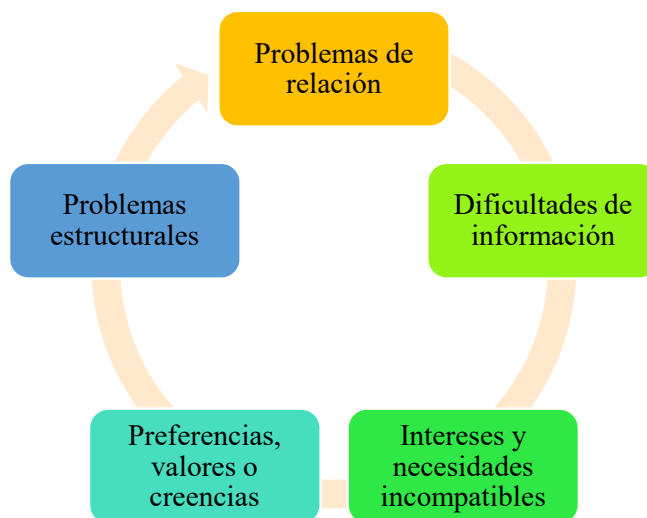 Problemas de
relación
Dificultades de
información
Intereses y
necesidades
incompatibles
Preferencias,
valores o
creencias
Problemas
estructurales